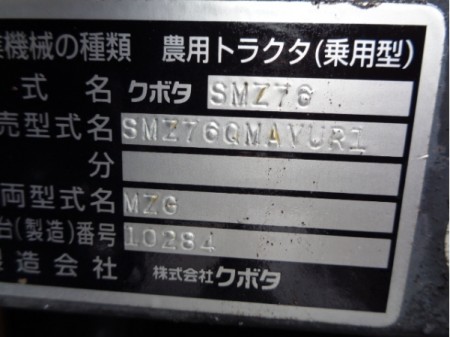 業機械の種類 農用トラクタ(乗用型)
式名 クボタ SMZ76
売型式名 SMZ76QMAVUR1
分
両型式名 MZG
台(製造)番号 10284
製造会社 株式会社クボタ